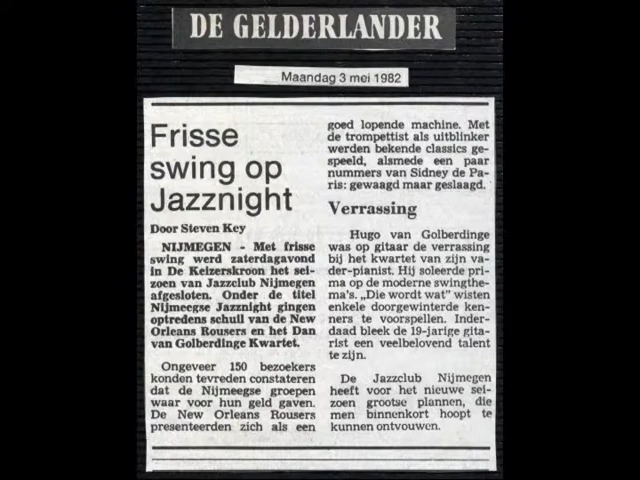 DE GELDERLANDER
Maandag 3 mei 1982
Frisse
swing op
Jazznight
Door Steven Key
NIJMEGEN - Met frisse
swing werd zaterdagavond
in De Keizerskroon het sei-
zoen van Jazzclub Nijmegen
afgesloten. Onder de titel
Nijmeegse Jazznight gingen
optredens schuil van de New
Orleans Rousers en het Dan
van Golberdinge Kwartet.
Ongeveer 150 bezoekers
konden tevreden constateren
dat de Nijmeegse groepen
waar voor hun geld gaven.
De New Orleans Rousers
presenteerden zich als een
goed lopende machine. Met
de trompettist als uitblinker
werden bekende classics ge-
speeld, alsmede een paar
nummers van Sidney de Pa-
ris: gewaagd maar geslaagd.
Verrassing
Hugo van Golberdinge
was op gitaar de verrassing
bij het kwartet van zijn va-
der-pianist. Hij soleerde pri-
ma op de moderne swingthe-
ma's. „Die wordt wat" wisten
enkele doorgewinterde ken-
ners te voorspellen. Inder-
daad bleek de 19-jarige gita-
rist een veelbelovend talent
te zijn.
De Jazzclub Nijmegen
heeft voor het nieuwe sei-
zoen grootse plannen, die
men binnenkort hoopt te
kunnen ontvouwen.